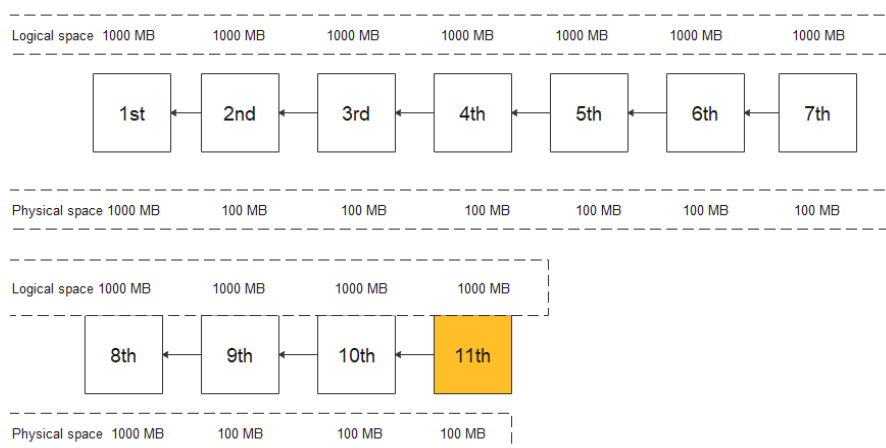 Logical space 1000 MB 1000 MB 1000 MB 1000 MB 1000 MB 1000 MB 1000 MB
1st 2nd 3rd 4th 5th 6th 7th
Physical space 1000 MB 100 MB 100 MB 100 MB 100 MB 100 MB 100 MB
Logical space 1000 MB 1000 MB 1000 MB 1000 MB
8th 9th 10th 11th
Physical space 1000 MB 100 MB 100 MB 100 MB